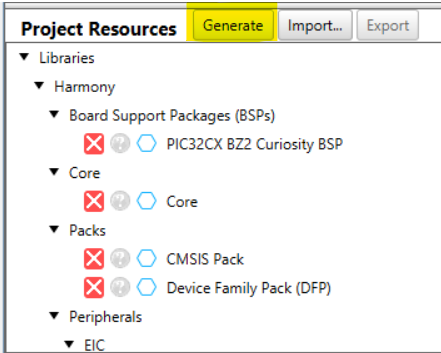 Project Resources Generate Import... Export
Libraries
Harmony
Board Support Packages (BSPs)
PIC32CX BZ2 Curiosity BSP
Core
Core
Packs
CMSIS Pack
Device Family Pack (DFP)
Peripherals
EIC